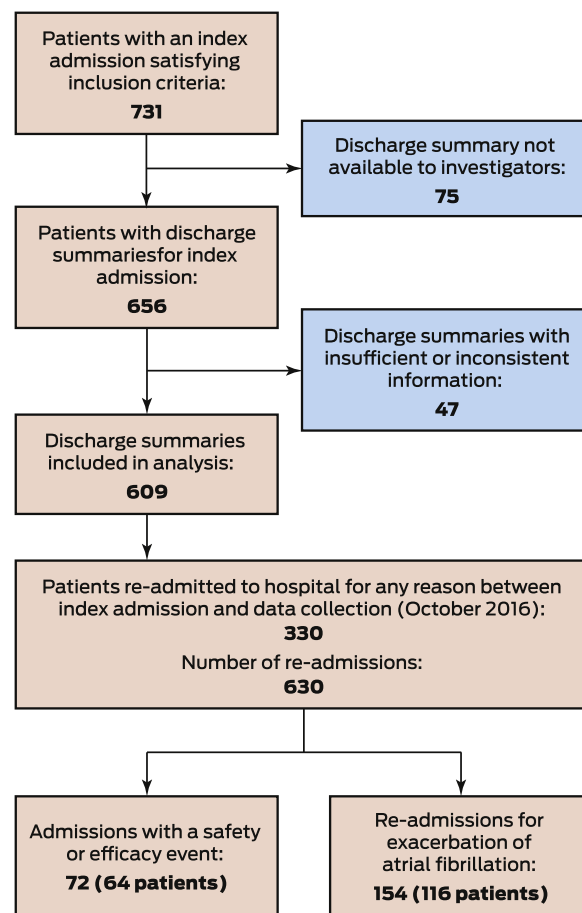 Patients with an index
admission satisfying
inclusion criteria:
731
Discharge summary not
available to investigators:
75
Patients with discharge
summariesfor index
admission:
656
Discharge summaries with
insufficient or inconsistent
information:
47
Discharge summaries
included in analysis:
609
Patients re-admitted to hospital for any reason between
index admission and data collection (October 2016):
330
Number of re-admissions:
630
Admissions with a safety
or efficacy event:
72 (64 patients)
Re-admissions for
exacerbation of
atrial fibrillation:
154 (116 patients)